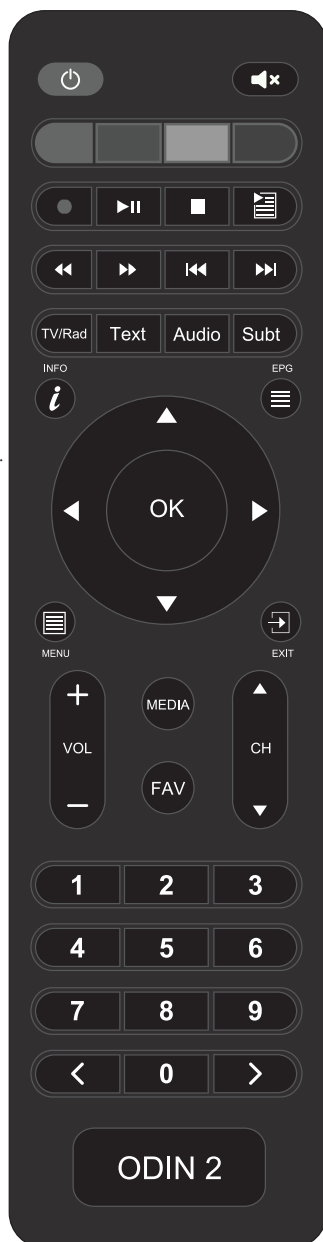 TV/Rad Text Audio Subt
INFO EPG
i
OK
MENU EXIT
+ MEDIA
VOL CH
FAV
−
1 2 3
4 5 6
7 8 9
< 0 >
ODIN 2